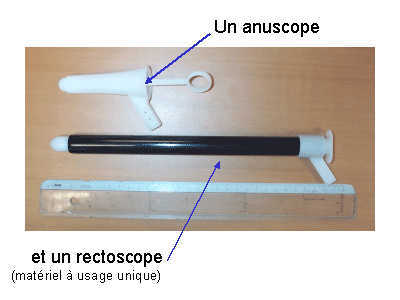 Un anuscope
et un rectoscope
(matériel à usage unique)